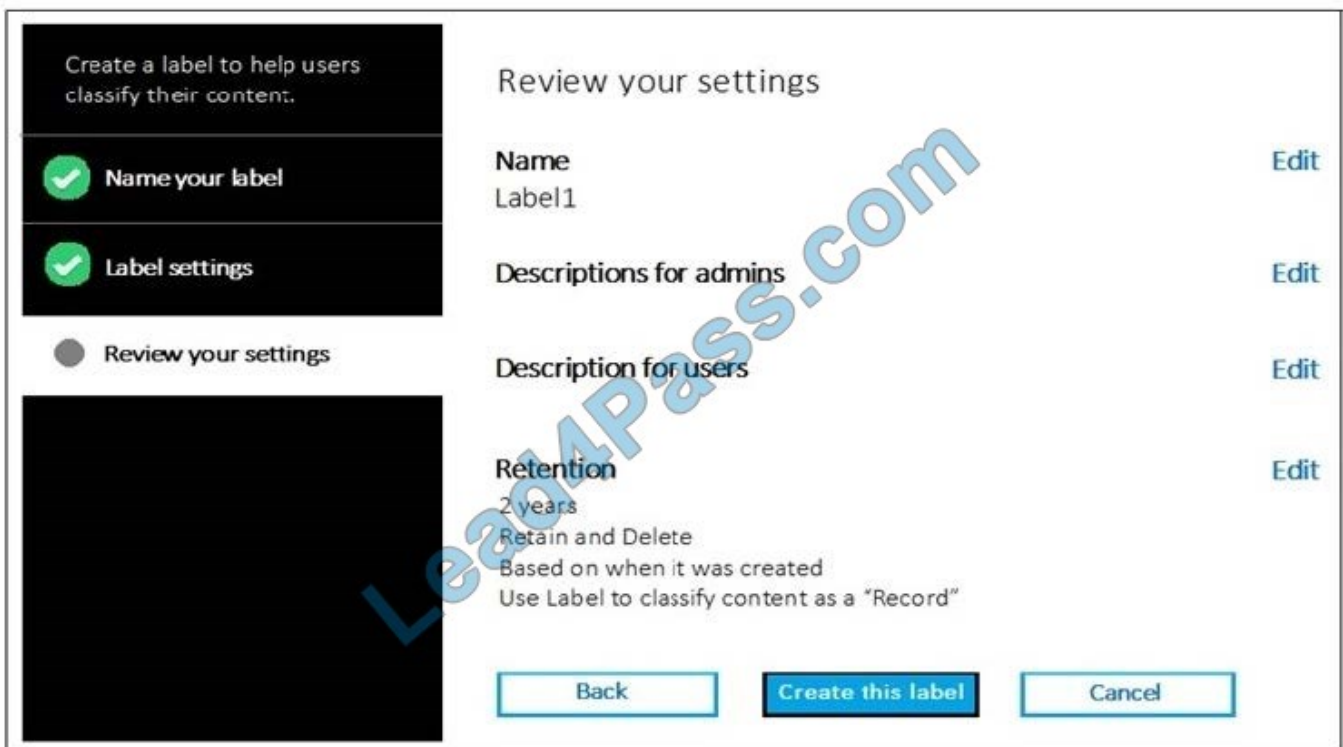 Create a label to help users
classify their content.
Name your label
Label settings
Review your settings
Review your settings
Name
Edit
Label1
Descriptions for admins
Edit
Description for users
Edit
Retention
Edit
2 years
Retain and Delete
Based on when it was created
Use Label to classify content as a “Record”
Back
Create this label
Cancel
Lead4Pass.com